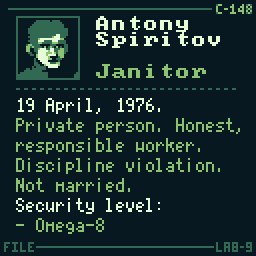 C-148
Antony
Spiritov
Janitor
19 April, 1976.
Private person. Honest,
responsible worker.
Discipline violation.
Not married.
Security level:
- Omega-8
FILE
LAB-9